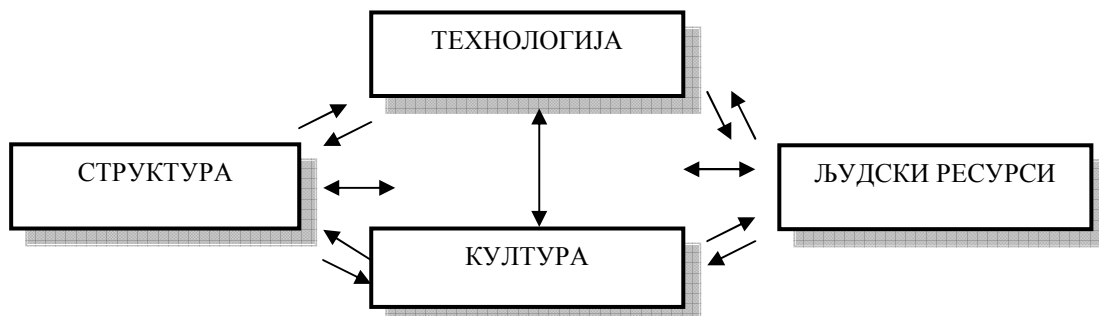 ТЕХНОЛОГИЈА
СТРУКТУРА
ЉУДСКИ РЕСУРСИ
КУЛТУРА